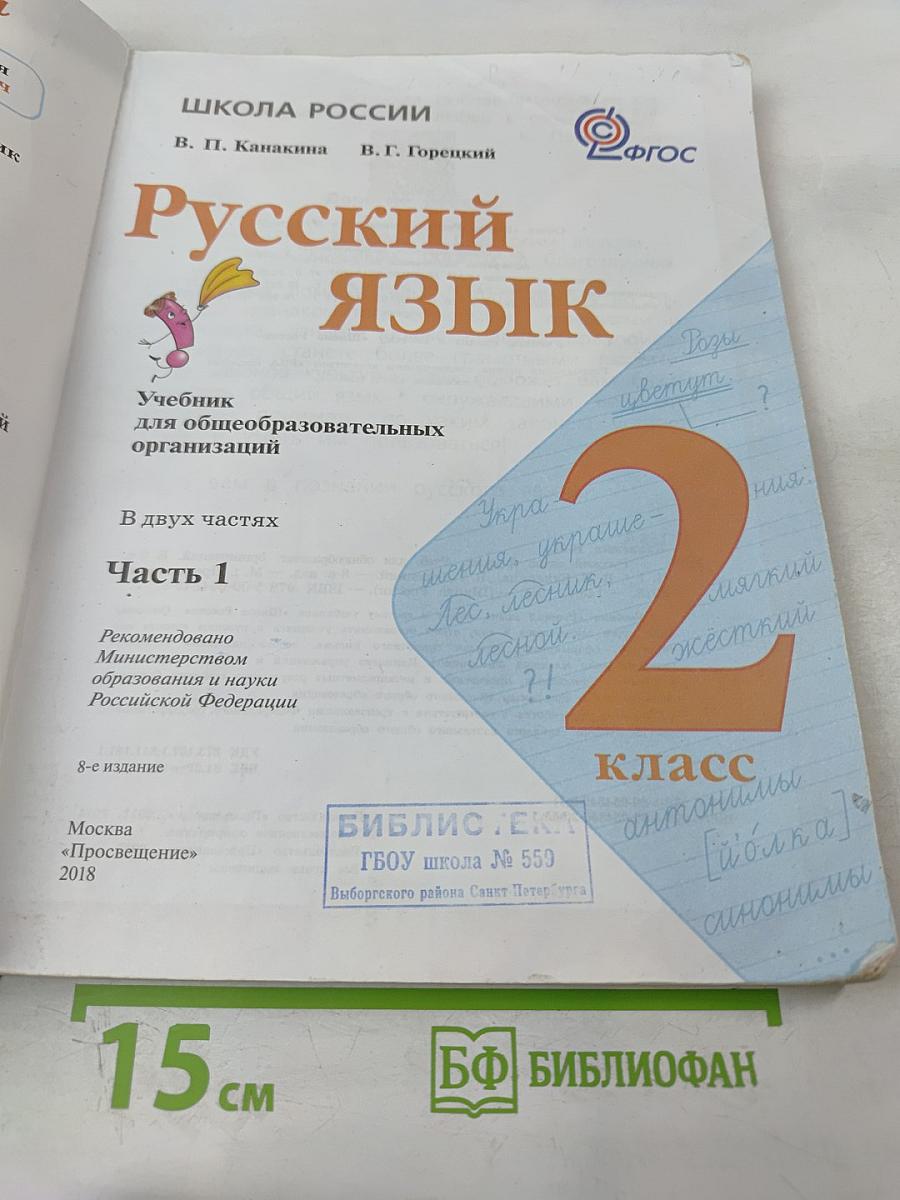 ШКОЛА РОССИИ
В. П. Канакина В. Г. Горецкий
ФГОС
Русский
ЯЗЫК
Учебник
для общеобразовательных
организаций
В двух частях
Часть 1
Рекомендовано
Министерством
образования и науки
Российской Федерации
8-е издание
Москва
«Просвещение»
2018
Розы
цветут. ?
Укра- ния.
шения, украше-
Лес, лесник, мягкий
лесной. жёсткий
?!
2
класс
антонимы
[й'о́лка]
синонимы
...
БИБЛИОТЕКА
ГБОУ школа № 559
Выборгского района Санкт-Петербурга
15 см
БФ БИБЛИОФАН